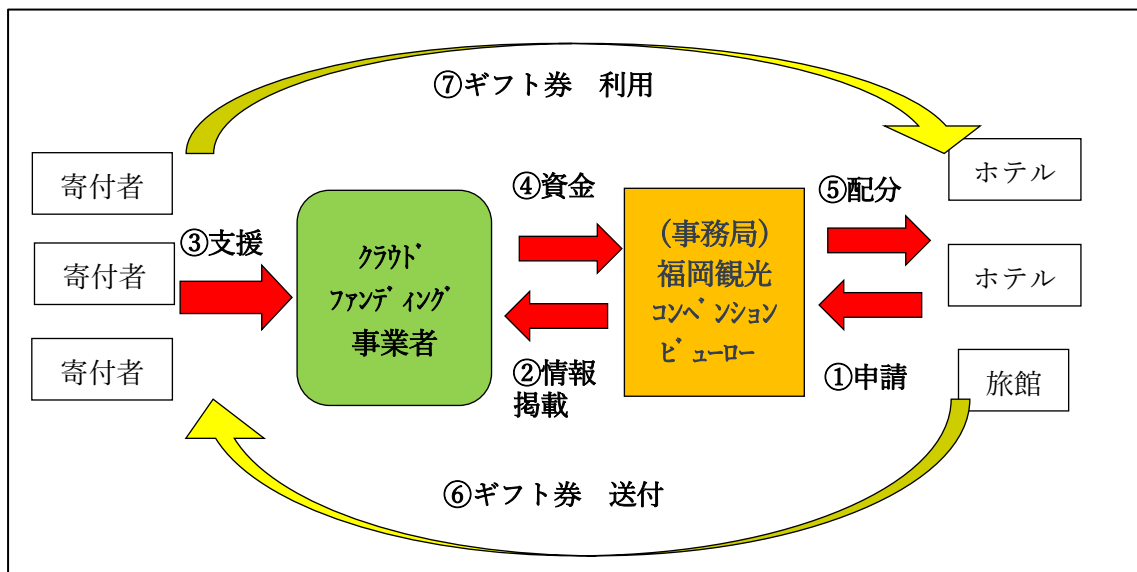 ⑦ギフト券　利用
寄付者
寄付者
寄付者
③支援
ｸﾗｳﾄﾞ
ﾌｧﾝﾃﾞｨﾝｸﾞ
事業者
④資金
②情報
掲載
(事務局)
福岡観光
ｺﾝﾍﾞﾝｼｮﾝ
ﾋﾞｭｰﾛｰ
⑤配分
①申請
ホテル
ホテル
旅館
⑥ギフト券　送付